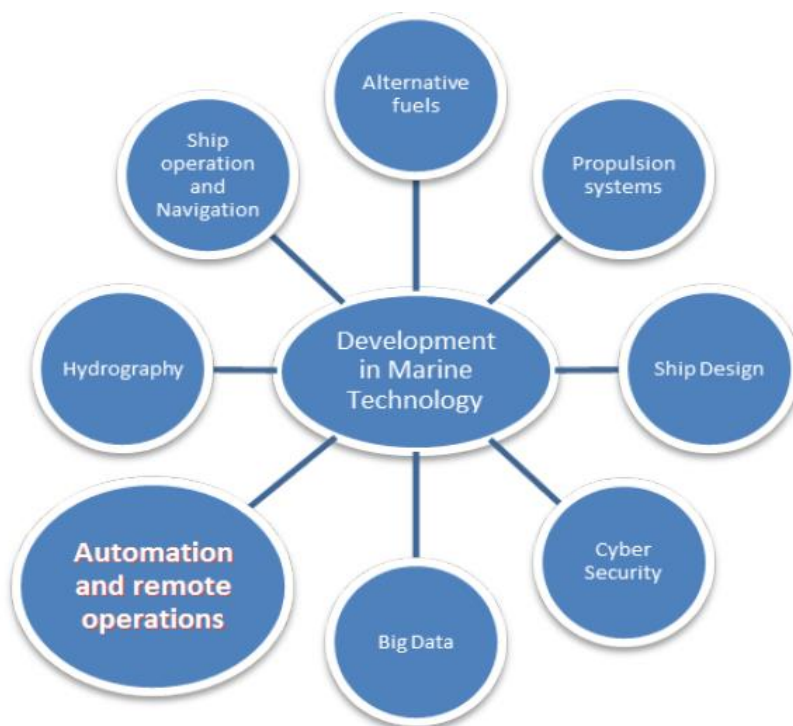 Alternative
fuels
Propulsion
systems
Ship Design
Cyber
Security
Big Data
Automation
and remote
operations
Hydrography
Ship
operation
and
Navigation
Development
in Marine
Technology